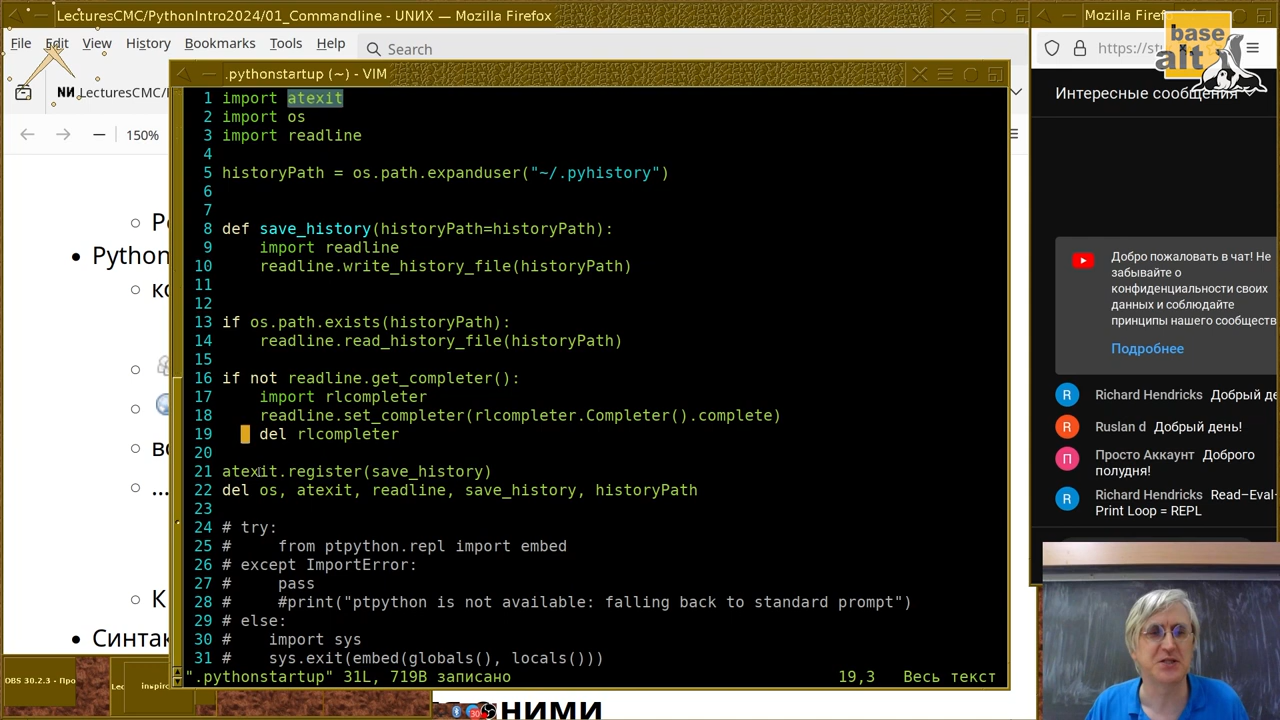 LecturesCMC/PythonIntro2024/01_Commandline - UNИX — Mozilla Firefox
File Edit View History Bookmarks Tools Help
Search
LecturesCMC/
150%
Python
Синтак
ними
.pythonstartup (~) - VIM
1 import atexit
2 import os
3 import readline
4
5 historyPath = os.path.expanduser("~/.pyhistory")
6
7
8 def save_history(historyPath=historyPath):
9     import readline
10     readline.write_history_file(historyPath)
11
12
13 if os.path.exists(historyPath):
14     readline.read_history_file(historyPath)
15
16 if not readline.get_completer():
17     import rlcompleter
18     readline.set_completer(rlcompleter.Completer().complete)
19     del rlcompleter
20
21 atexit.register(save_history)
22 del os, atexit, readline, save_history, historyPath
23
24 # try:
25 #     from ptpython.repl import embed
26 # except ImportError:
27 #     pass
28 #     #print("ptpython is not available: falling back to standard prompt")
29 # else:
30 #     import sys
31 #     sys.exit(embed(globals(), locals()))
".pythonstartup" 31L, 719B записано 19,3 Весь текст
OBS 30.2.3 - Про
Mozilla Firef
base
alt
https://st
Интересные сообщения
Добро пожаловать в чат! Не
забывайте о
конфиденциальности своих
данных и соблюдайте
принципы нашего сообществ
Подробнее
R Richard Hendricks Добрый де
R Ruslan d Добрый день!
П Просто Аккаунт Доброго
полудня!
R Richard Hendricks Read-Eval-
Print Loop = REPL